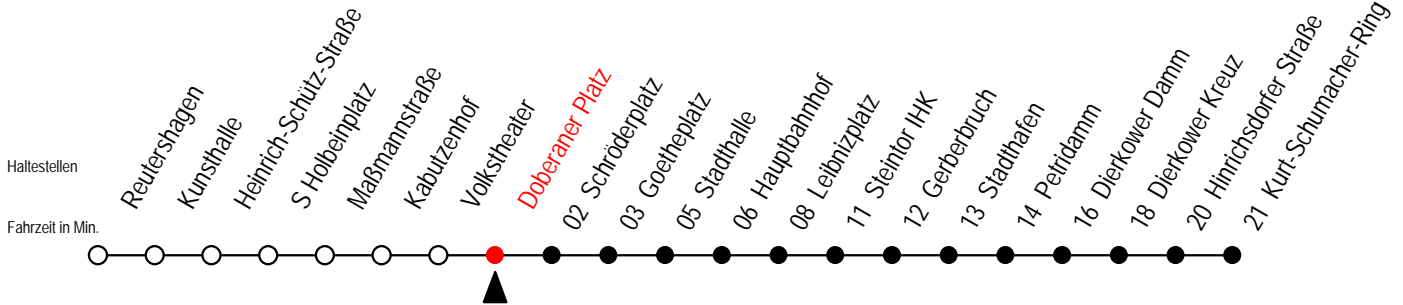 Haltestellen
Fahrzeit in Min.
Reutershagen
Kunsthalle
Heinrich-Schütz-Straße
S Holbeinplatz
Maßmannstraße
Kabutzenhof
Volkstheater
Doberaner Platz
02 Schröderplatz
03 Goetheplatz
05 Stadthalle
06 Hauptbahnhof
08 Leibnizplatz
11 Steintor IHK
12 Gerberbruch
13 Stadthafen
14 Petridamm
16 Dierkower Damm
18 Dierkower Kreuz
20 Hinrichsdorfer Straße
21 Kurt-Schumacher-Ring